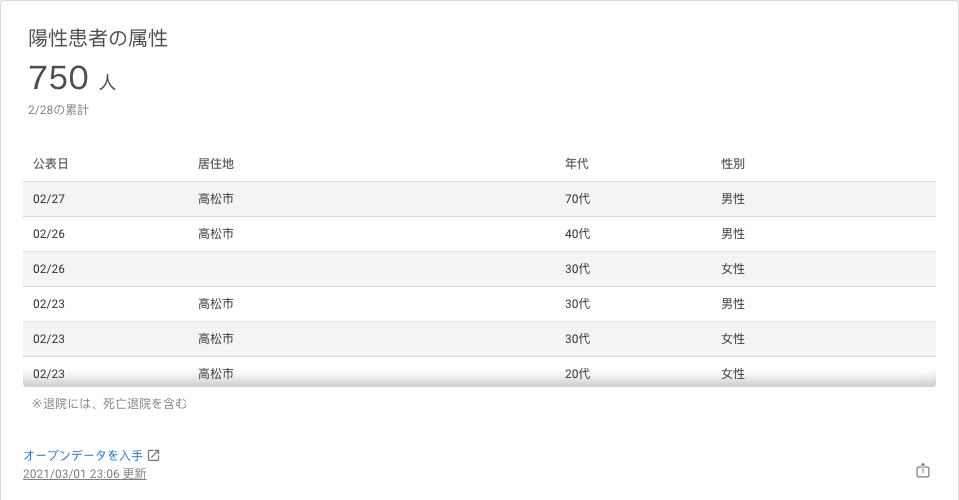 陽性患者の属性
750 人
2/28の累計
公表日 居住地 年代 性別
02/27 高松市 70代 男性
02/26 高松市 40代 男性
02/26 30代 女性
02/23 高松市 30代 男性
02/23 高松市 30代 女性
02/23 高松市 20代 女性
※退院には、死亡退院を含む
オープンデータを入手
2021/03/01 23:06 更新